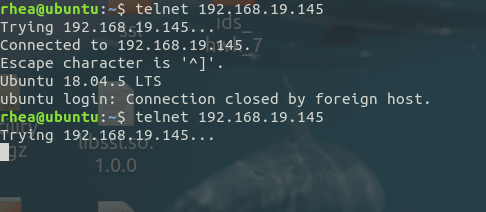 rhea@ubuntu:~$ telnet 192.168.19.145
Trying 192.168.19.145...
Connected to 192.168.19.145.
Escape character is '^]'.
Ubuntu 18.04.5 LTS
ubuntu login: Connection closed by foreign host.
rhea@ubuntu:~$ telnet 192.168.19.145
Trying 192.168.19.145...
ids_
libssl.so.
1.0.0